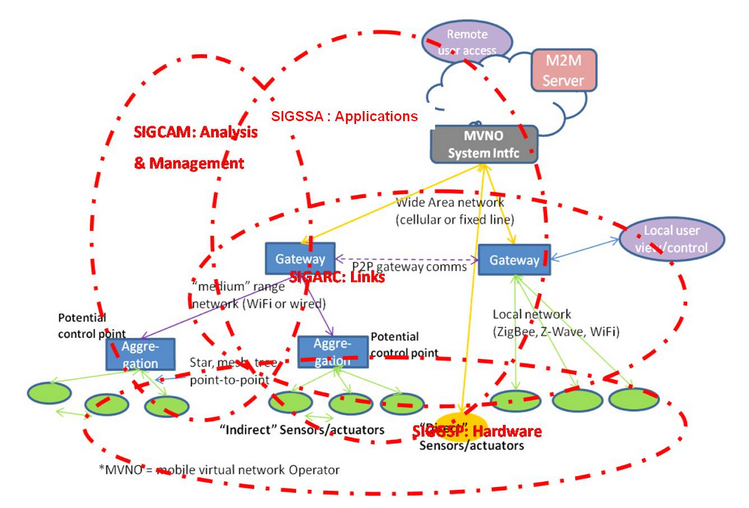 Remote
user access
M2M
Server
SIGSSA : Applications
SIGCAM: Analysis
& Management
MVNO
System Intfc
Wide Area network
(cellular or fixed line)
Local user
view/control
Gateway
P2P gateway comms
Gateway
SIGARC: Links
"medium" range
network (WiFi or wired)
Local network
(ZigBee, Z-Wave, WiFi)
Potential
control point
Aggre-
gation
Aggre-
gation
Potential
control point
Star, mesh, tree
point-to-point
"Indirect" Sensors/actuators
"Direct"
Sensors/actuators
SIGGSP: Hardware
*MVNO = mobile virtual network Operator